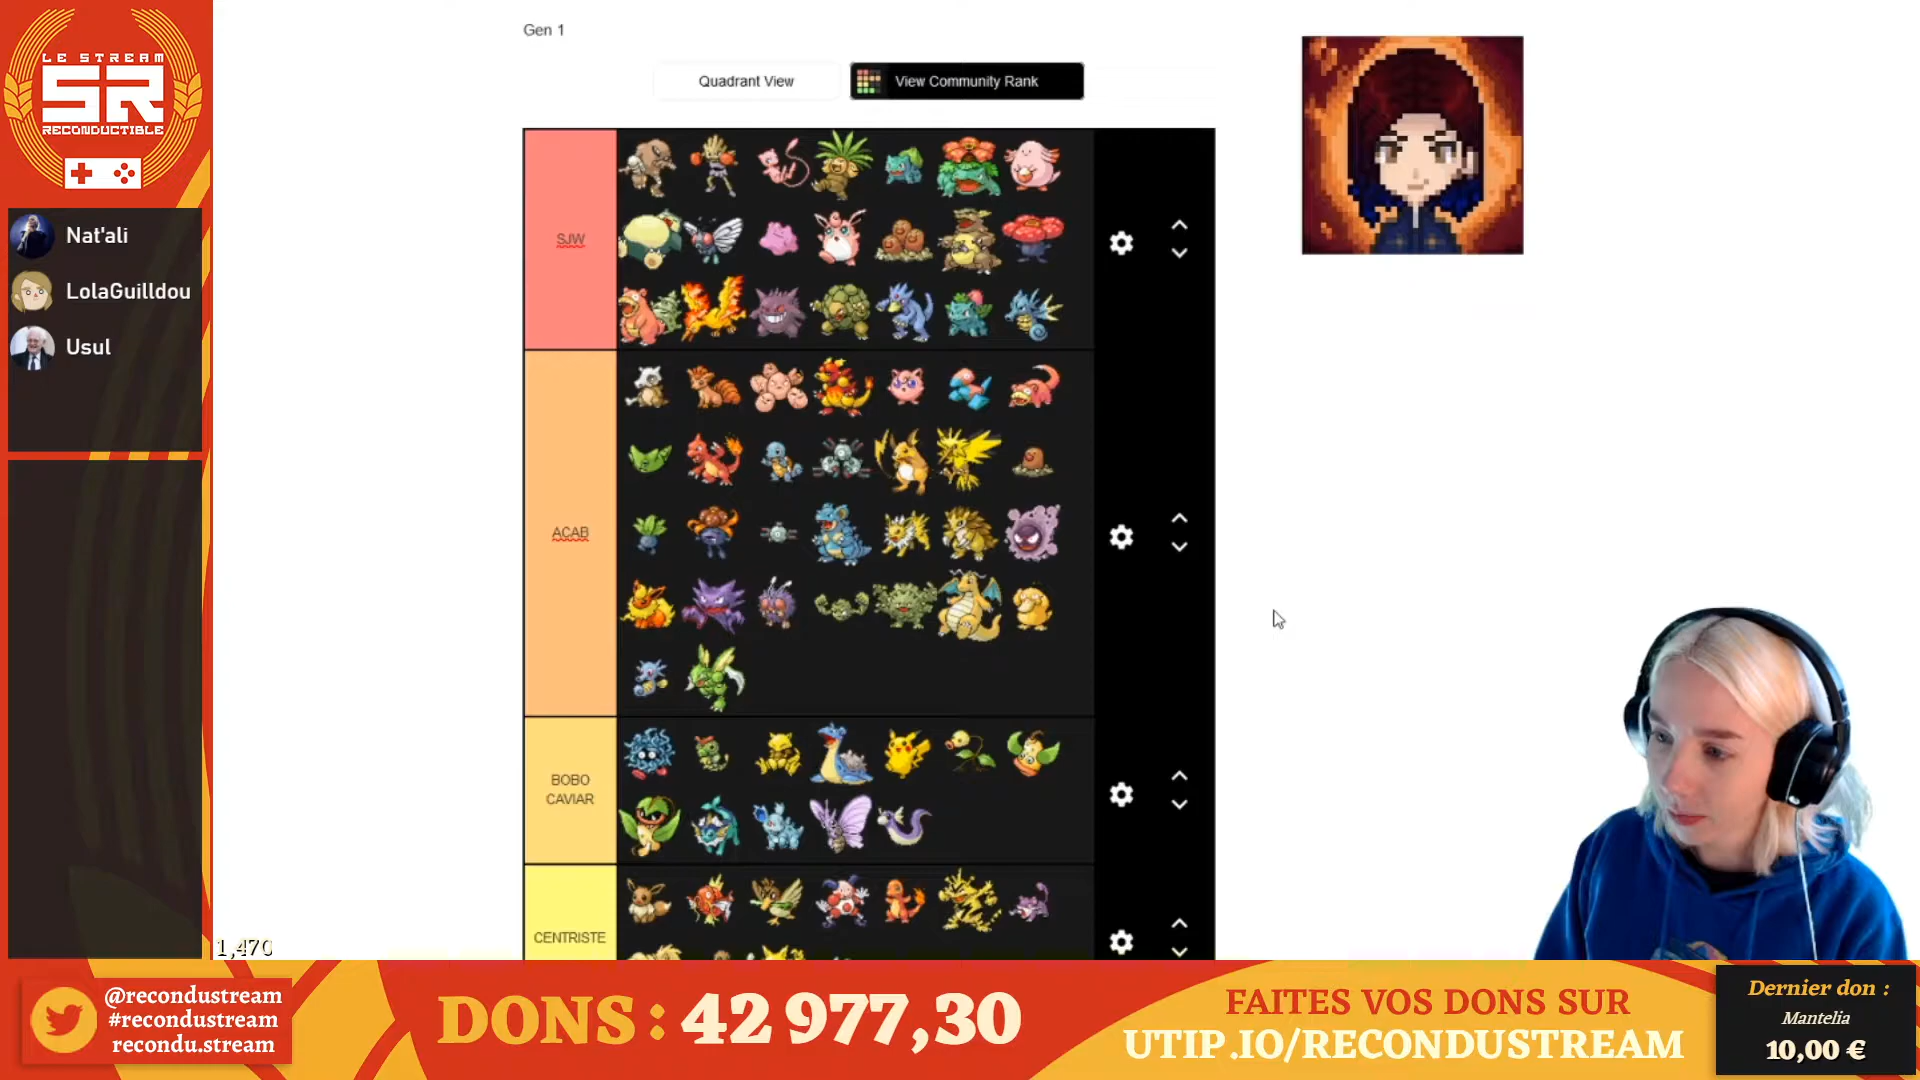 LE STREAM
SR
RECONDUCTIBLE
Nat'ali
LolaGuilldou
Usul
Gen 1
Quadrant View
View Community Rank
SJW
ACAB
BOBO
CAVIAR
CENTRISTE
1,470
@recondustream
#recondustream
recondu.stream
DONS : 42 977,30
FAITES VOS DONS SUR
UTIP.IO/RECONDUSTREAM
Dernier don :
Mantelia
10,00 €